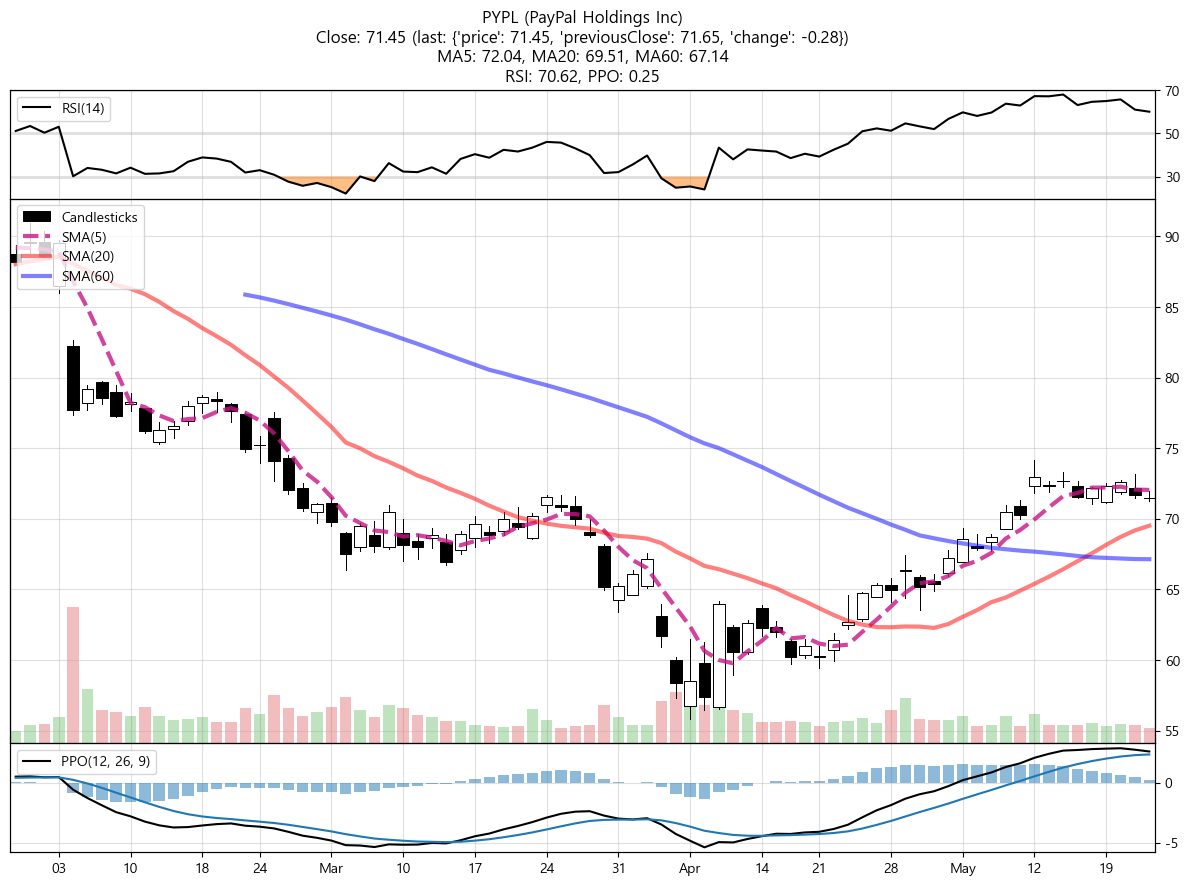 PYPL (PayPal Holdings Inc)
Close: 71.45 (last: {'price': 71.45, 'previousClose': 71.65, 'change': -0.28})
MA5: 72.04, MA20: 69.51, MA60: 67.14
RSI: 70.62, PPO: 0.25
RSI(14)
70
50
30
Candlesticks
SMA(5)
SMA(20)
SMA(60)
90
85
80
75
70
65
60
55
PPO(12, 26, 9)
0
-5
03 10 18 24 Mar 10 17 24 31 Apr 14 21 28 May 12 19